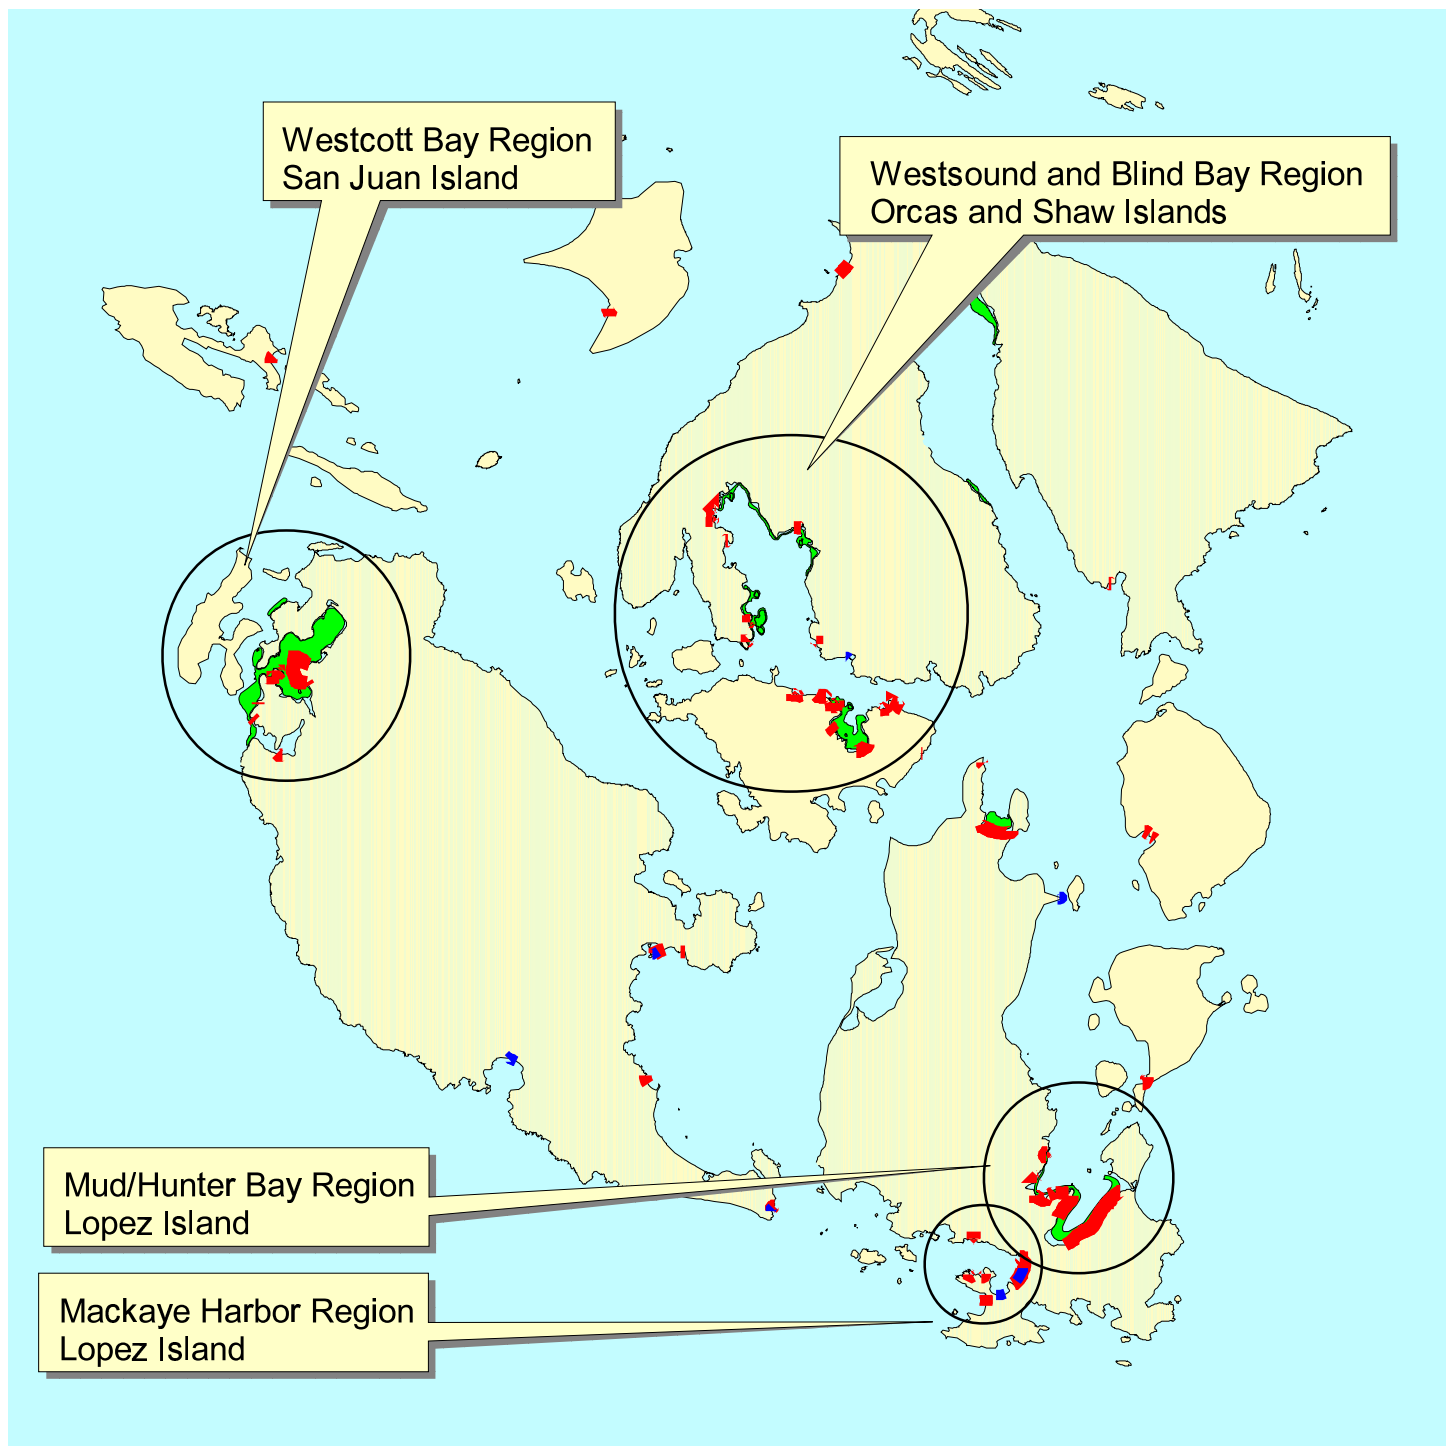 Westcott Bay Region
San Juan Island
Westsound and Blind Bay Region
Orcas and Shaw Islands
Mud/Hunter Bay Region
Lopez Island
Mackaye Harbor Region
Lopez Island